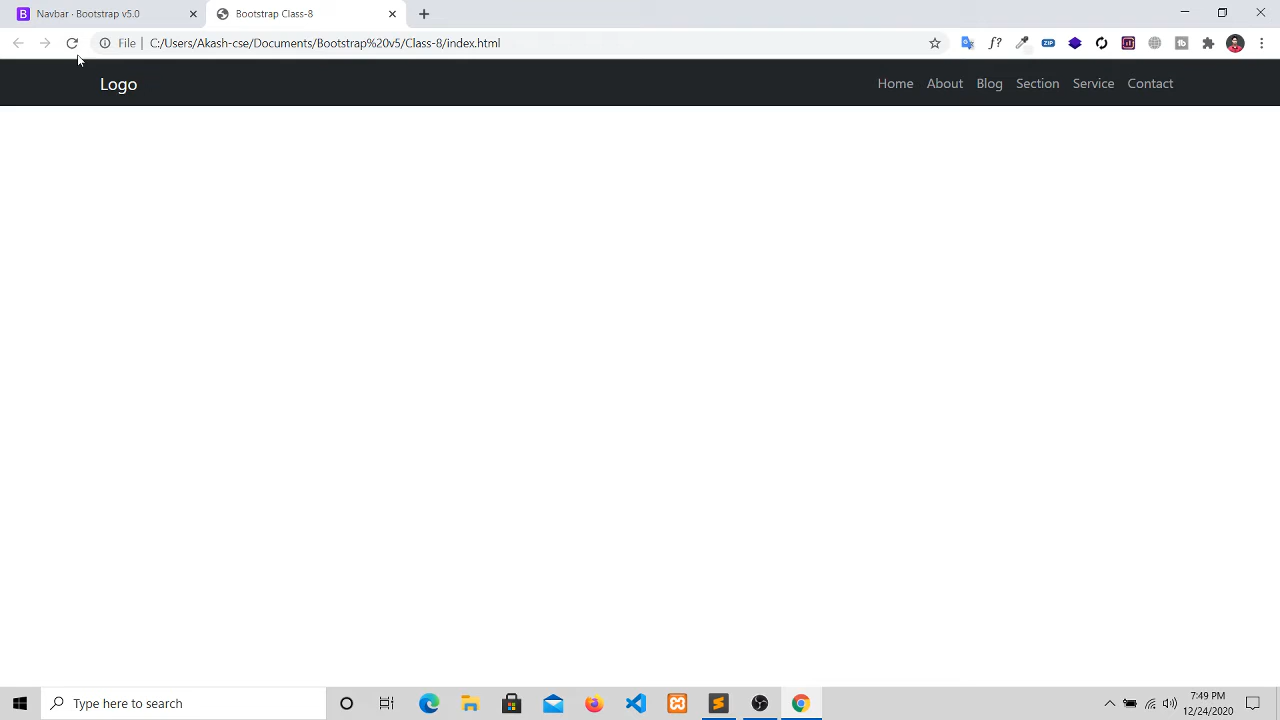 Navbar · Bootstrap v5.0
Bootstrap Class-8
File | C:/Users/Akash-cse/Documents/Bootstrap%20v5/Class-8/index.html
ZIP
Logo
Home About Blog Section Service Contact
Type here to search
7:49 PM
12/24/2020